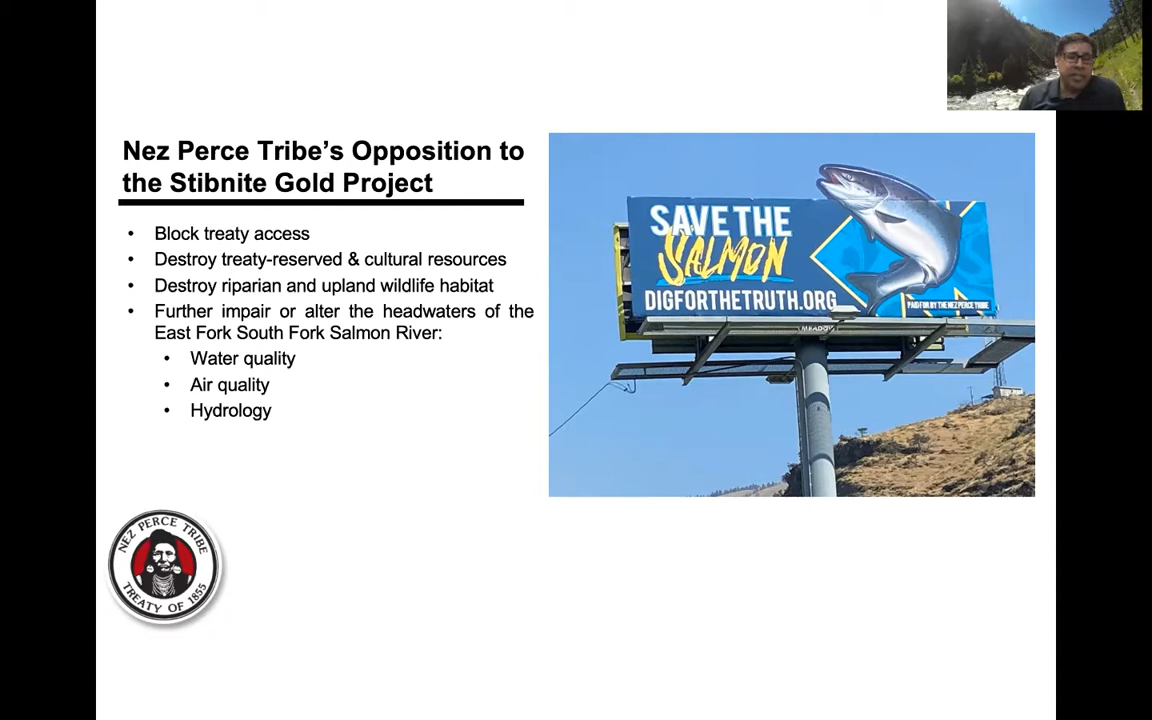 Nez Perce Tribe’s Opposition to
the Stibnite Gold Project
• Block treaty access
• Destroy treaty-reserved & cultural resources
• Destroy riparian and upland wildlife habitat
• Further impair or alter the headwaters of the
East Fork South Fork Salmon River:
• Water quality
• Air quality
• Hydrology
SAVE THE
SALMON
DIGFORTHETRUTH.ORG
PAID FOR BY THE NEZ PERCE TRIBE
MEADOW
NEZ PERCE TRIBE
TREATY OF 1855